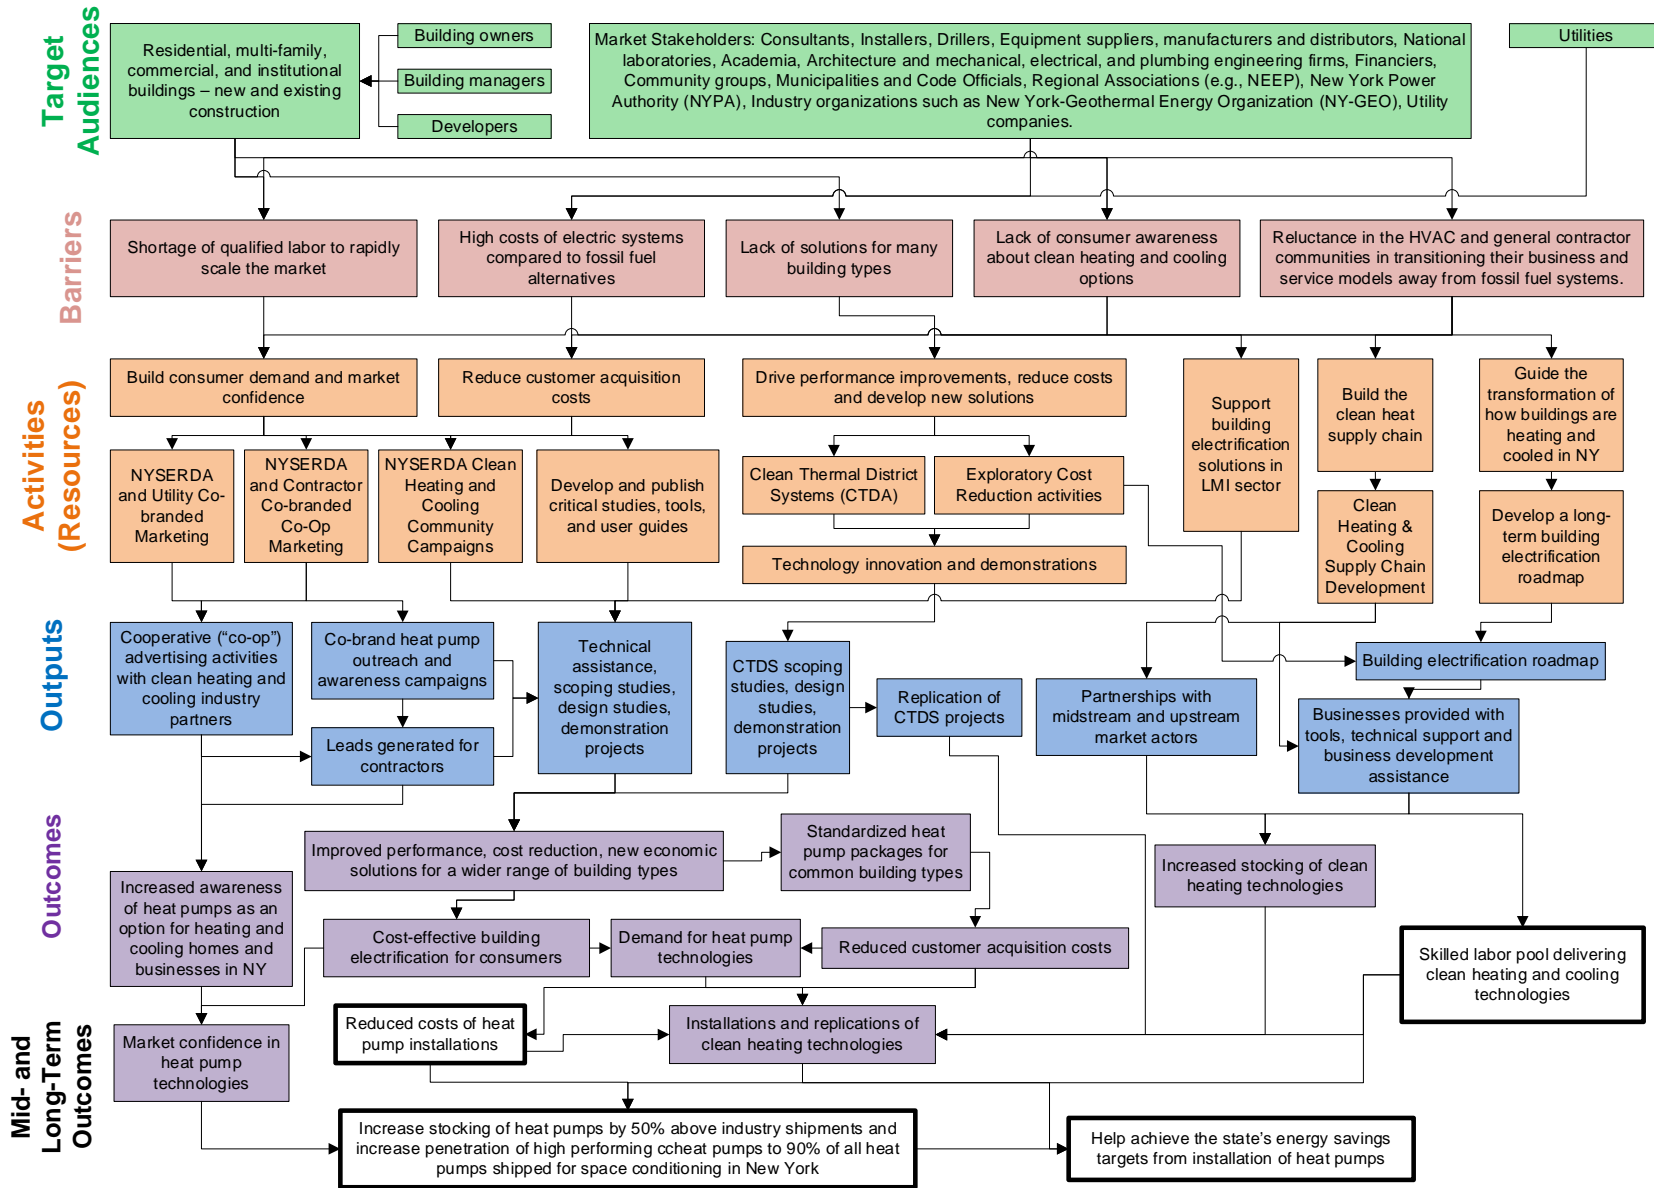 Target
Audiences
Residential, multi-family,
commercial, and institutional
buildings – new and existing
construction
Building owners
Building managers
Developers
Market Stakeholders: Consultants, Installers, Drillers, Equipment suppliers, manufacturers and distributors, National
laboratories, Academia, Architecture and mechanical, electrical, and plumbing engineering firms, Financiers,
Community groups, Municipalities and Code Officials, Regional Associations (e.g., NEEP), New York Power
Authority (NYPA), Industry organizations such as New York-Geothermal Energy Organization (NY-GEO), Utility
companies.
Utilities
Barriers
Shortage of qualified labor to rapidly
scale the market
High costs of electric systems
compared to fossil fuel
alternatives
Lack of solutions for many
building types
Lack of consumer awareness
about clean heating and cooling
options
Reluctance in the HVAC and general contractor
communities in transitioning their business and
service models away from fossil fuel systems.
Activities
(Resources)
Build consumer demand and market
confidence
Reduce customer acquisition
costs
Drive performance improvements, reduce costs
and develop new solutions
Support
building
electrification
solutions in
LMI sector
Build the
clean heat
supply chain
Guide the
transformation of
how buildings are
heating and
cooled in NY
NYSERDA
and Utility Co-
branded
Marketing
NYSERDA
and Contractor
Co-branded
Co-Op
Marketing
NYSERDA Clean
Heating and
Cooling
Community
Campaigns
Develop and publish
critical studies, tools,
and user guides
Clean Thermal District
Systems (CTDA)
Exploratory Cost
Reduction activities
Technology innovation and demonstrations
Clean
Heating &
Cooling
Supply Chain
Development
Develop a long-
term building
electrification
roadmap
Outputs
Cooperative (“co-op”)
advertising activities
with clean heating and
cooling industry
partners
Co-brand heat pump
outreach and
awareness campaigns
Leads generated for
contractors
Technical
assistance,
scoping studies,
design studies,
demonstration
projects
CTDS scoping
studies, design
studies,
demonstration
projects
Replication of
CTDS projects
Partnerships with
midstream and upstream
market actors
Building electrification roadmap
Businesses provided with
tools, technical support and
business development
assistance
Outcomes
Increased awareness
of heat pumps as an
option for heating and
cooling homes and
businesses in NY
Improved performance, cost reduction, new economic
solutions for a wider range of building types
Standardized heat
pump packages for
common building types
Increased stocking of clean
heating technologies
Cost-effective building
electrification for consumers
Demand for heat pump
technologies
Reduced customer acquisition costs
Skilled labor pool delivering
clean heating and cooling
technologies
Mid- and
Long-Term
Outcomes
Market confidence in
heat pump
technologies
Reduced costs of heat
pump installations
Installations and replications of
clean heating technologies
Increase stocking of heat pumps by 50% above industry shipments and
increase penetration of high performing ccheat pumps to 90% of all heat
pumps shipped for space conditioning in New York
Help achieve the state’s energy savings
targets from installation of heat pumps